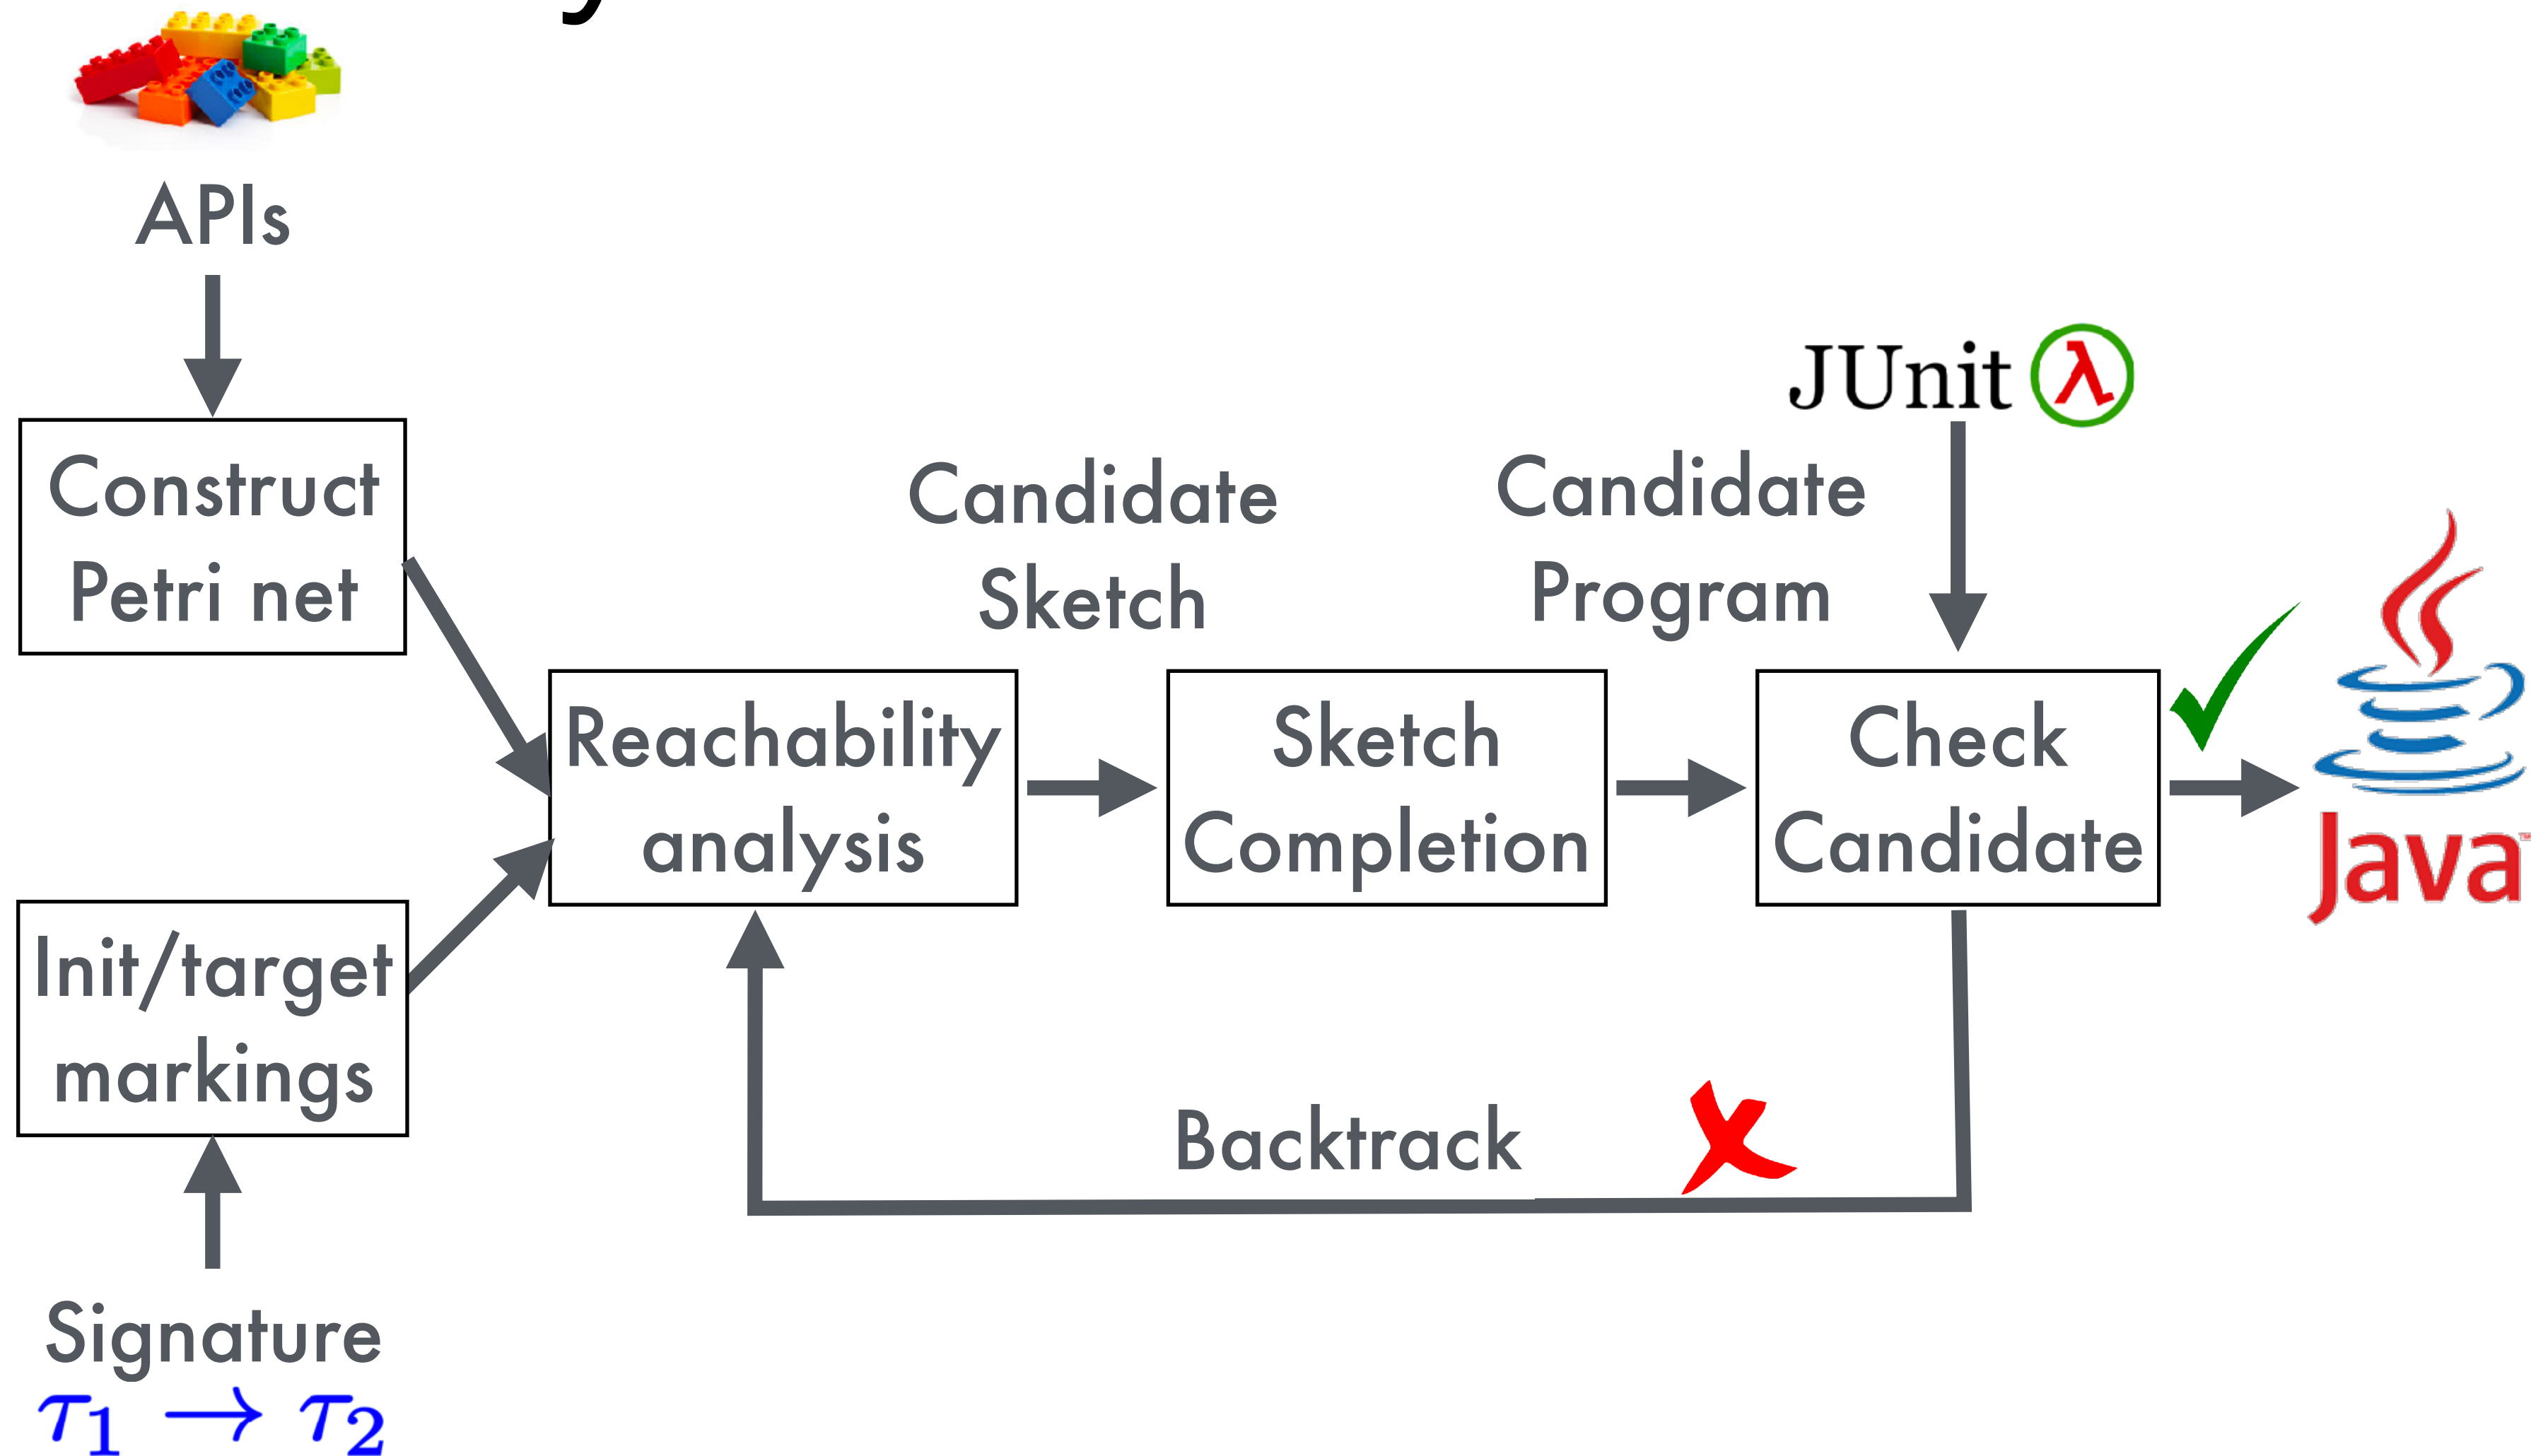 APIs
Construct
Petri net
Init/target
markings
Signature
τ₁ → τ₂
Reachability
analysis
Candidate
Sketch
Sketch
Completion
Candidate
Program
JUnit λ
Check
Candidate
Backtrack
Java™